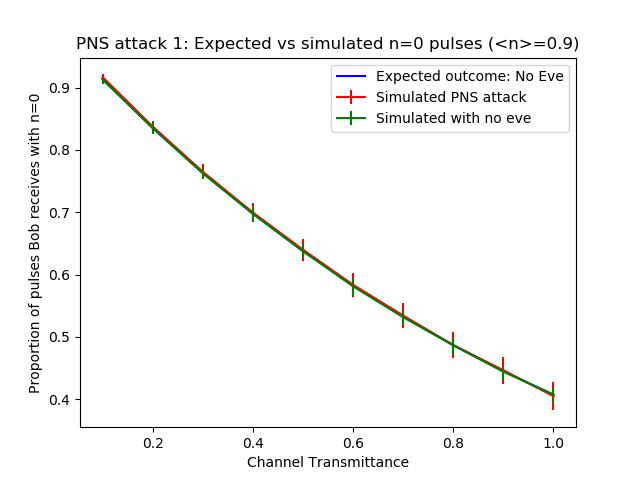 PNS attack 1: Expected vs simulated n=0 pulses (<n>=0.9)
Expected outcome: No Eve
Simulated PNS attack
Simulated with no eve
Proportion of pulses Bob receives with n=0
0.9
0.8
0.7
0.6
0.5
0.4
0.2
0.4
0.6
0.8
1.0
Channel Transmittance